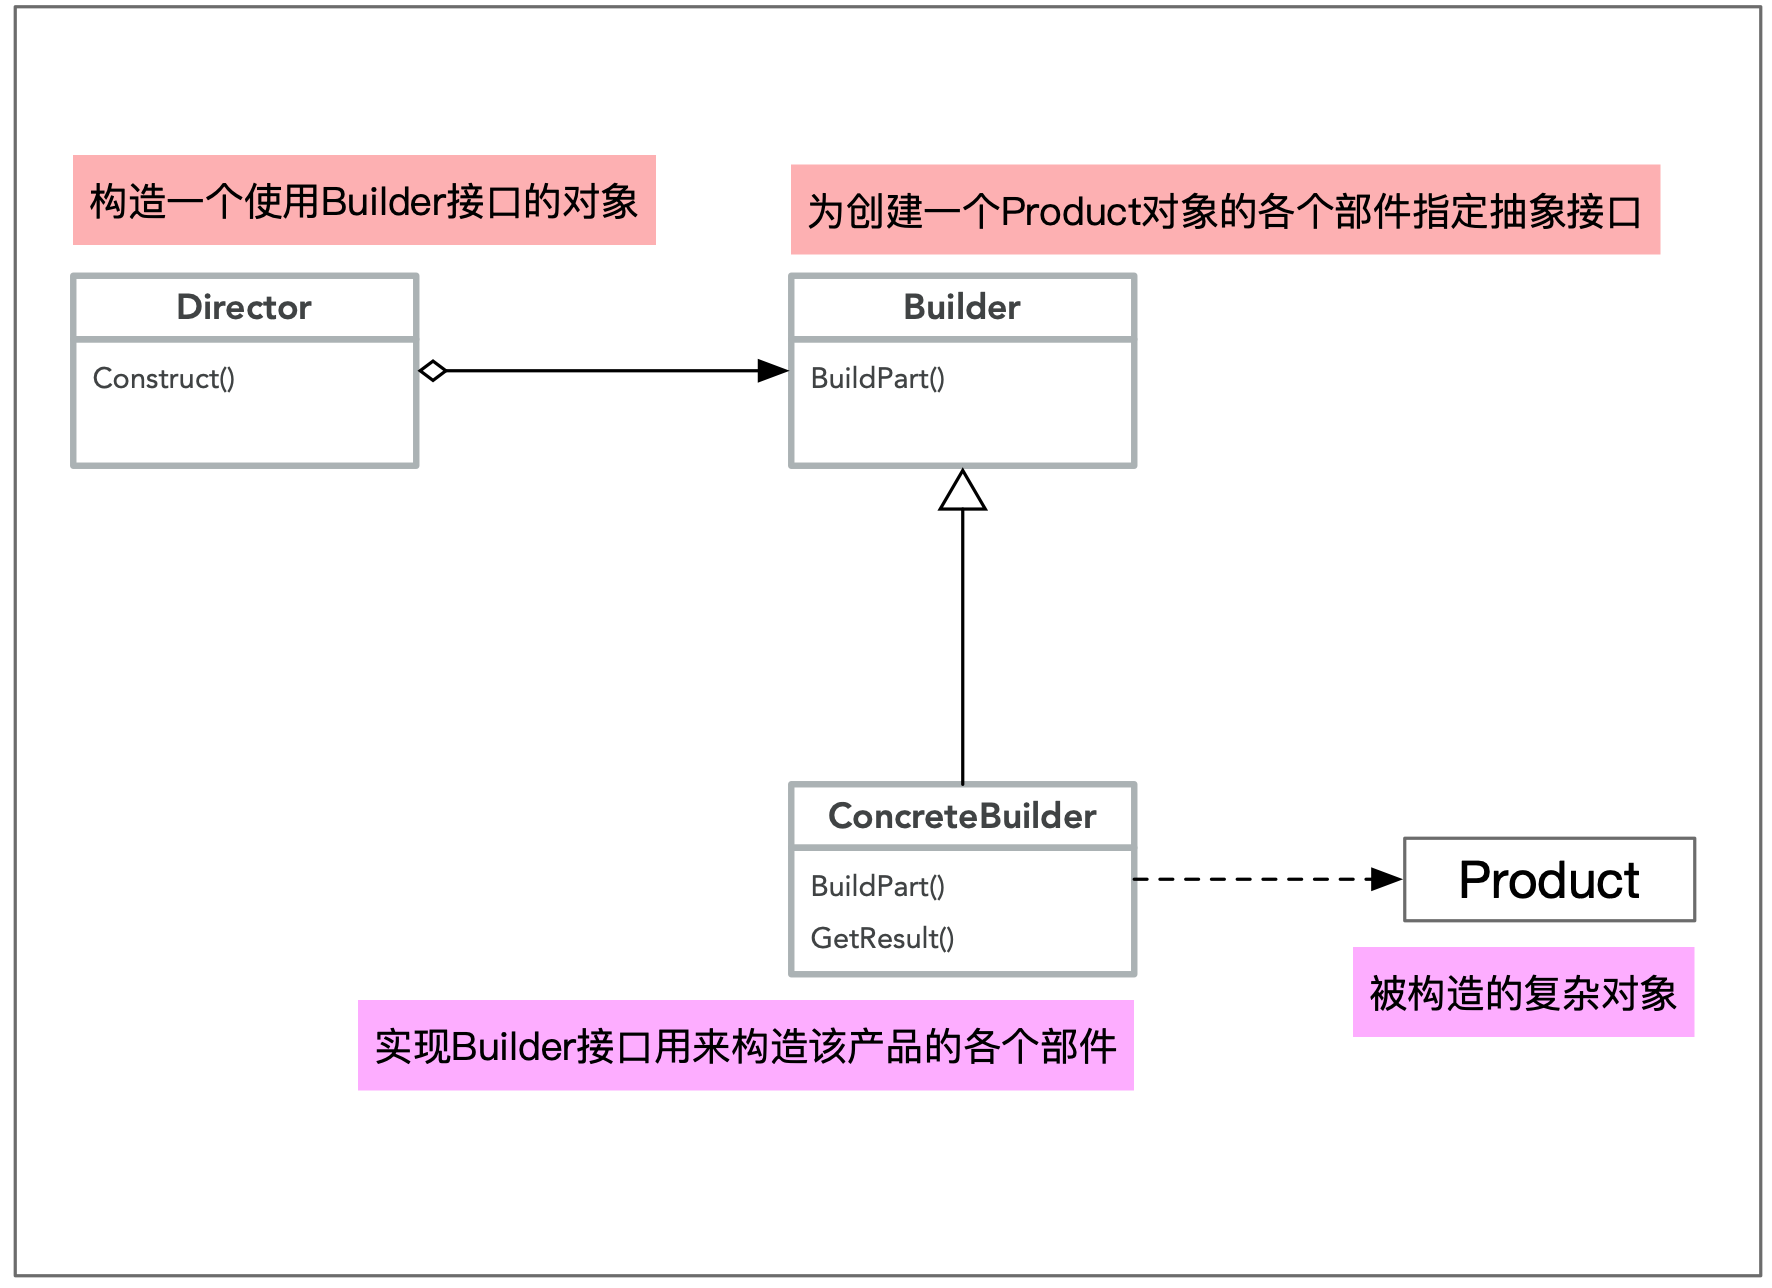 构造一个使用Builder接口的对象
为创建一个Product对象的各个部件指定抽象接口
Director
Construct()
Builder
BuildPart()
ConcreteBuilder
BuildPart()
GetResult()
Product
被构造的复杂对象
实现Builder接口用来构造该产品的各个部件